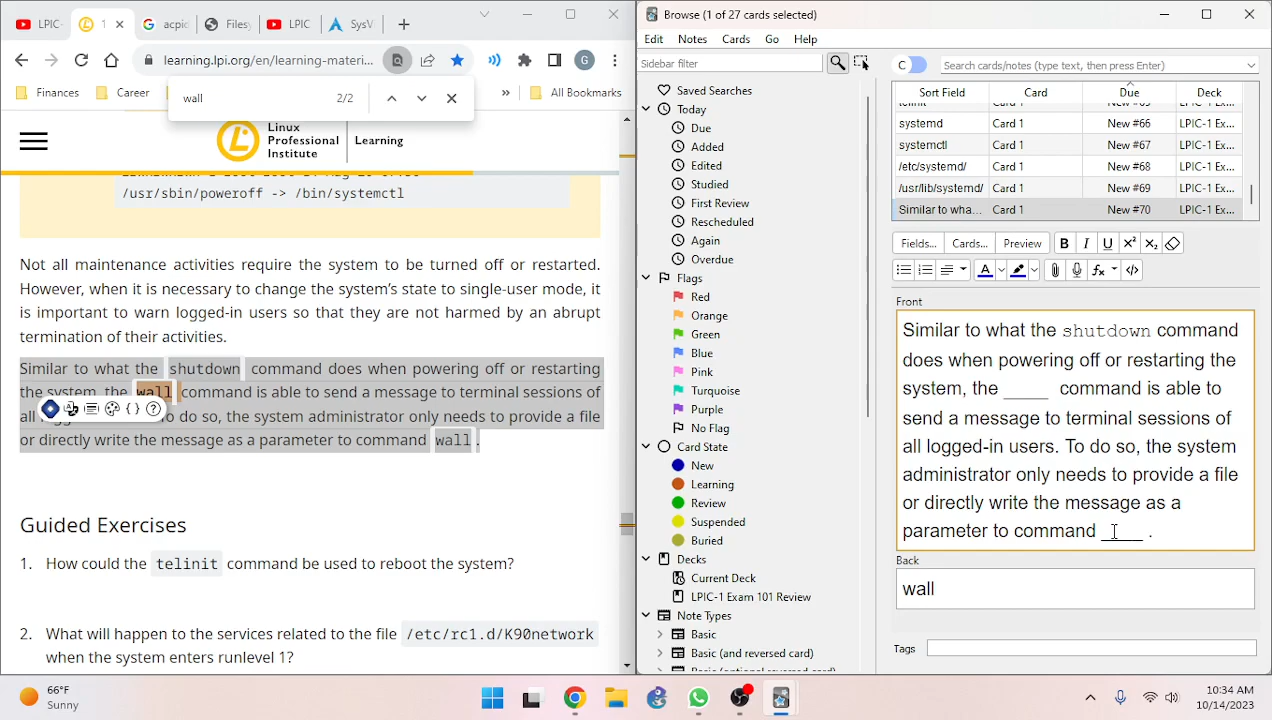 LPIC-
1
acpic
Filesy
LPIC
SysV
learning.lpi.org/en/learning-materi...
G
Finances
Career
»
All Bookmarks
wall
2/2
Linux
Professional
Institute
Learning
/usr/sbin/poweroff -> /bin/systemctl
Not all maintenance activities require the system to be turned off or restarted.
However, when it is necessary to change the system's state to single-user mode, it
is important to warn logged-in users so that they are not harmed by an abrupt
termination of their activities.
Similar to what the shutdown command does when powering off or restarting
the system, the wall command is able to send a message to terminal sessions of
all To do so, the system administrator only needs to provide a file
or directly write the message as a parameter to command wall.
Guided Exercises
1. How could the telinit command be used to reboot the system?
2. What will happen to the services related to the file /etc/rc1.d/K90network
when the system enters runlevel 1?
Browse (1 of 27 cards selected)
Edit Notes Cards Go Help
Sidebar filter
C
Search cards/notes (type text, then press Enter)
Saved Searches
Today
Due
Added
Edited
Studied
First Review
Rescheduled
Again
Overdue
Flags
Red
Orange
Green
Blue
Pink
Turquoise
Purple
No Flag
Card State
New
Learning
Review
Suspended
Buried
Decks
Current Deck
LPIC-1 Exam 101 Review
Note Types
Basic
Basic (and reversed card)
Basic (optional reversed card)
Sort Field Card Due Deck
telinit Card 1 New #65 LPIC-1 Ex...
systemd Card 1 New #66 LPIC-1 Ex...
systemctl Card 1 New #67 LPIC-1 Ex...
/etc/systemd/ Card 1 New #68 LPIC-1 Ex...
/usr/lib/systemd/ Card 1 New #69 LPIC-1 Ex...
Similar to wha... Card 1 New #70 LPIC-1 Ex...
Fields... Cards... Preview B I U x² x₂
A fx
Front
Similar to what the shutdown command
does when powering off or restarting the
system, the ____ command is able to
send a message to terminal sessions of
all logged-in users. To do so, the system
administrator only needs to provide a file
or directly write the message as a
parameter to command ____ .
Back
wall
Tags
66°F
Sunny
10:34 AM
10/14/2023